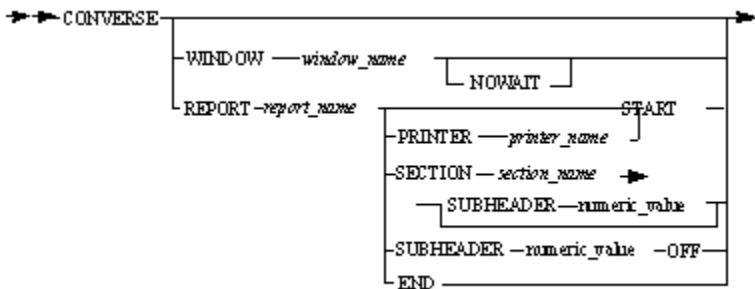 CONVERSE
WINDOW window_name
NOWAIT
REPORT report_name START
PRINTER printer_name
SECTION section_name
SUBHEADER numeric_value
SUBHEADER numeric_value OFF
END